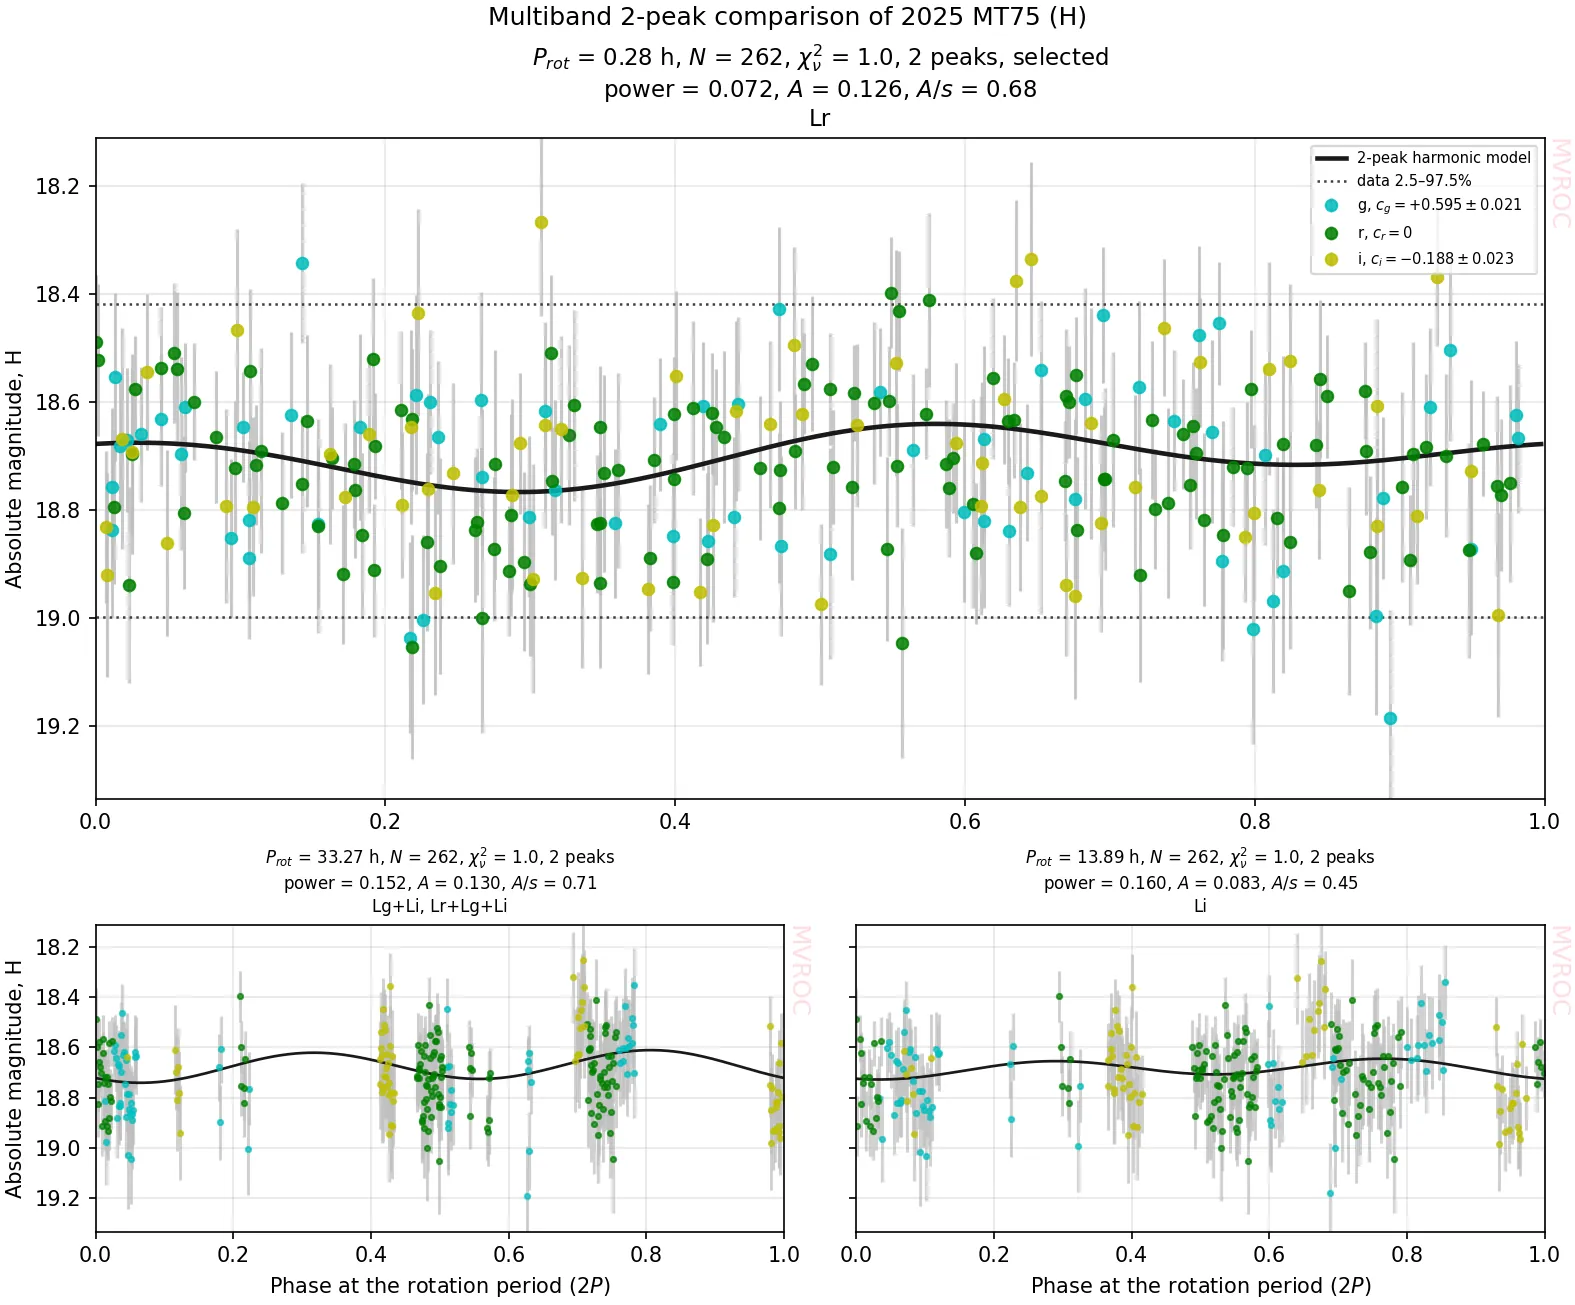 Multiband 2-peak comparison of 2025 MT75 (H)
P_rot = 0.28 h, N = 262, χ²_ν = 1.0, 2 peaks, selected
power = 0.072, A = 0.126, A/s = 0.68
Lr
2-peak harmonic model
data 2.5–97.5%
g, c_g = +0.595 ± 0.021
r, c_r = 0
i, c_i = −0.188 ± 0.023
MVROC
Absolute magnitude, H
18.2
18.4
18.6
18.8
19.0
19.2
0.0 0.2 0.4 0.6 0.8 1.0
P_rot = 33.27 h, N = 262, χ²_ν = 1.0, 2 peaks
power = 0.152, A = 0.130, A/s = 0.71
Lg+Li, Lr+Lg+Li
MVROC
Absolute magnitude, H
18.2
18.4
18.6
18.8
19.0
19.2
0.0 0.2 0.4 0.6 0.8 1.0
Phase at the rotation period (2P)
P_rot = 13.89 h, N = 262, χ²_ν = 1.0, 2 peaks
power = 0.160, A = 0.083, A/s = 0.45
Li
MVROC
0.0 0.2 0.4 0.6 0.8 1.0
Phase at the rotation period (2P)